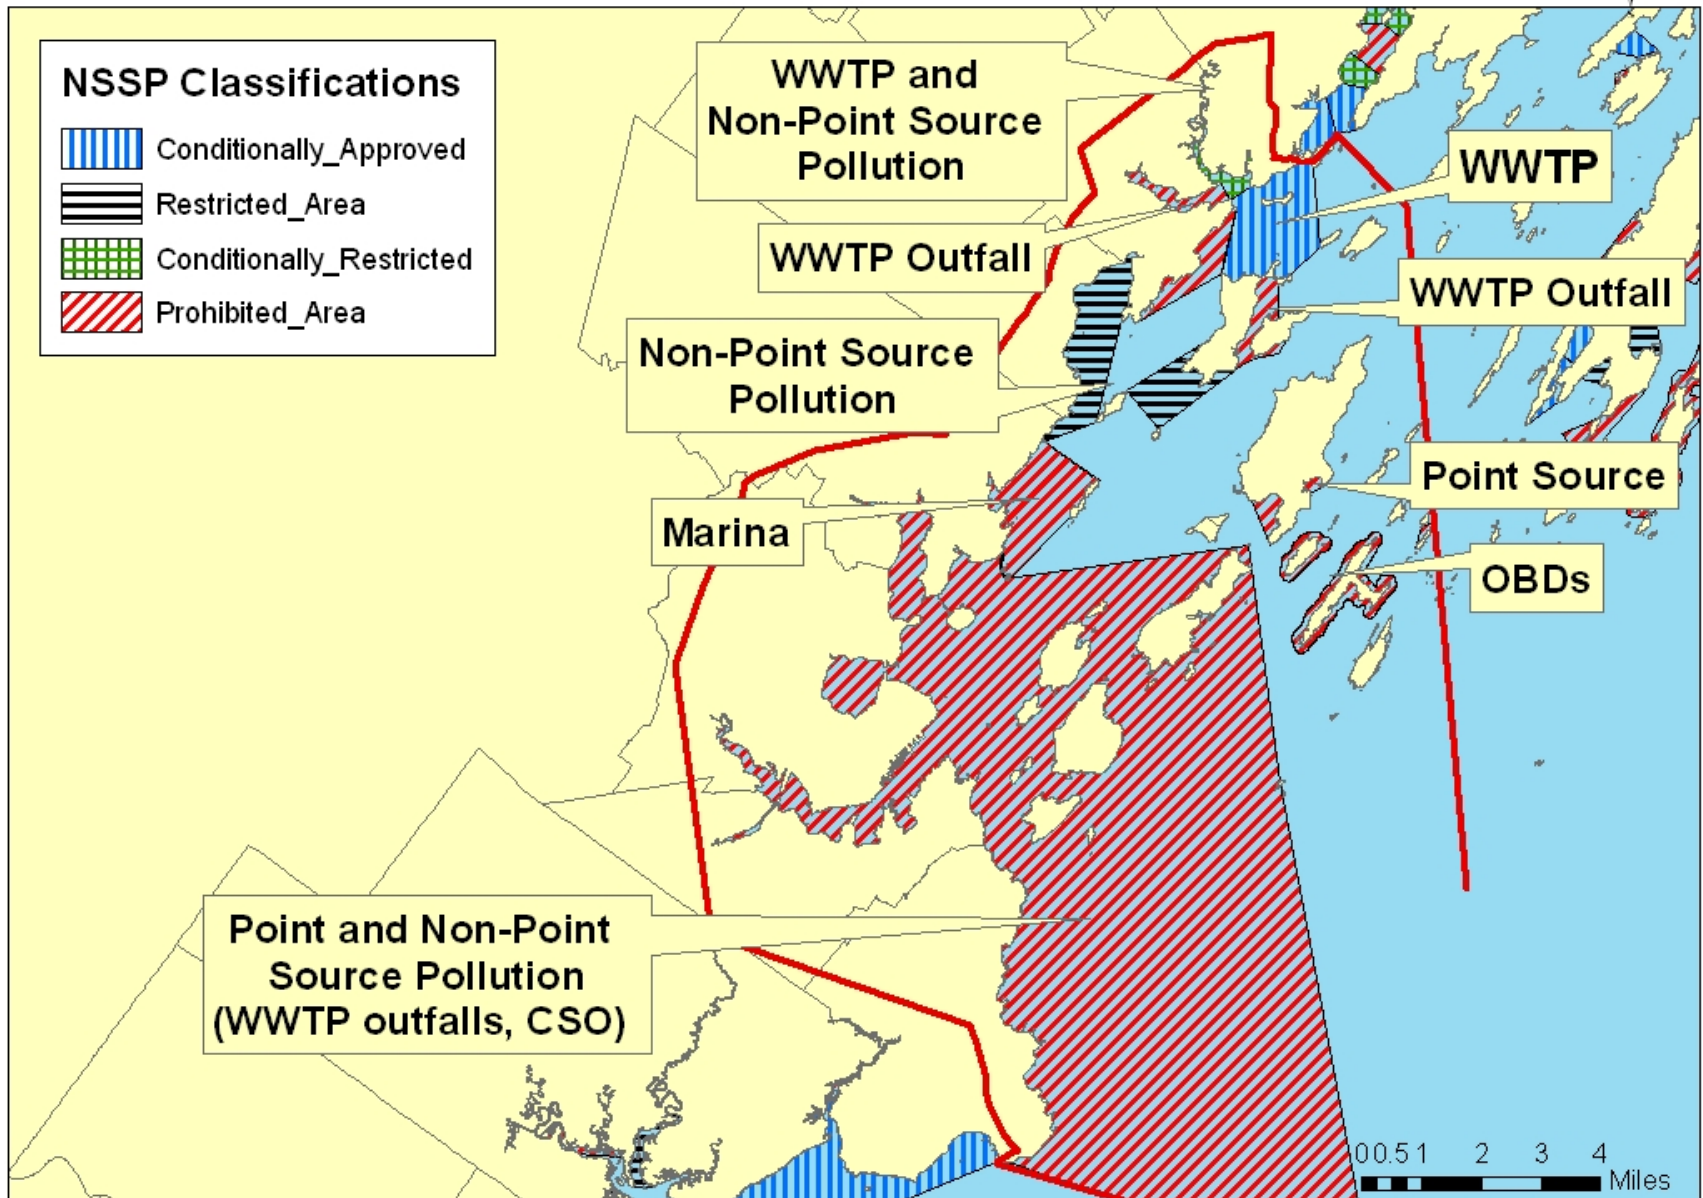 NSSP Classifications
Conditionally_Approved
Restricted_Area
Conditionally_Restricted
Prohibited_Area
WWTP and
Non-Point Source
Pollution
WWTP
WWTP Outfall
WWTP Outfall
Non-Point Source
Pollution
Point Source
Marina
OBDs
Point and Non-Point
Source Pollution
(WWTP outfalls, CSO)
0 0.5 1 2 3 4
Miles